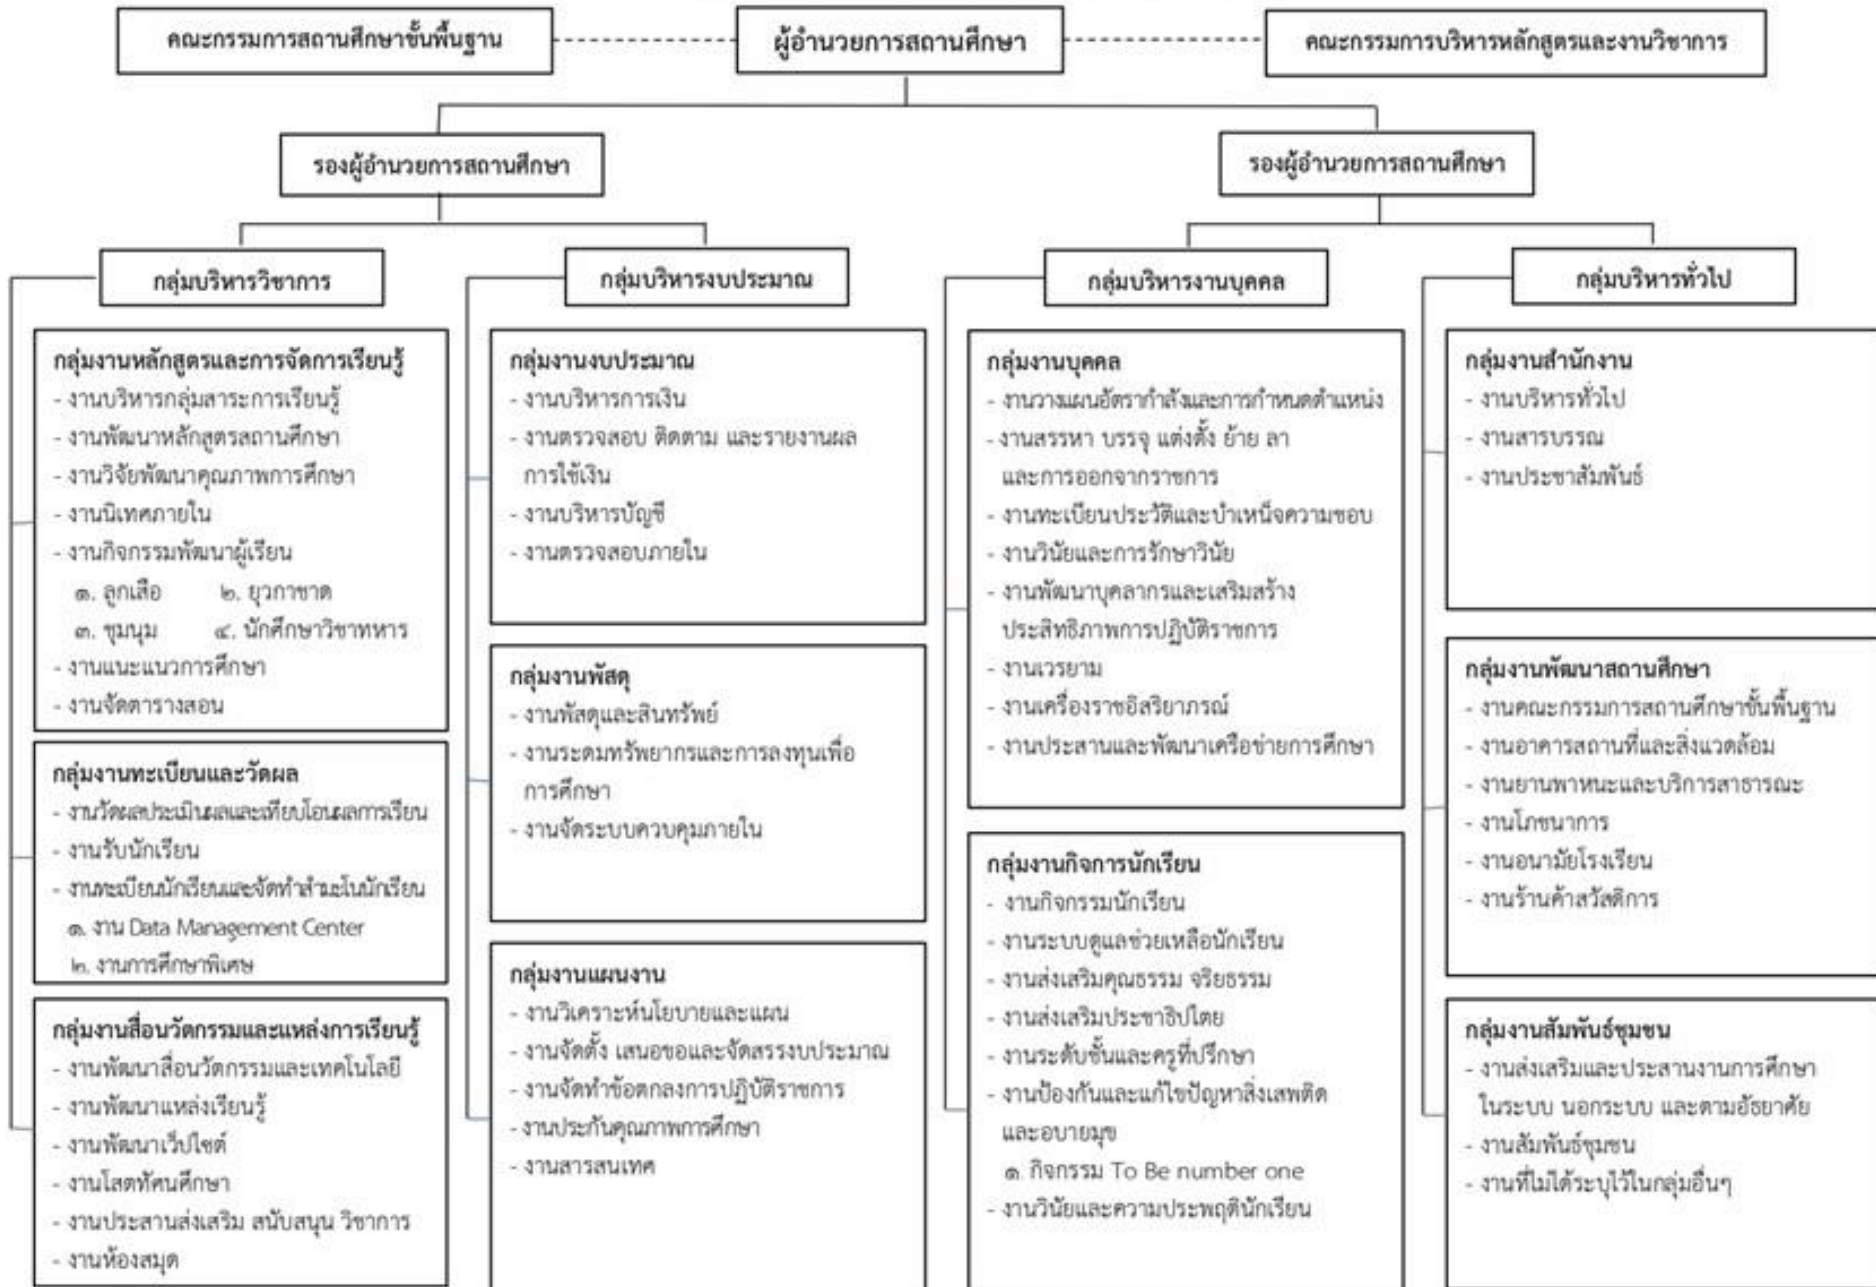 คณะกรรมการสถานศึกษาขั้นพื้นฐาน
ผู้อำนวยการสถานศึกษา
คณะกรรมการบริหารหลักสูตรและงานวิชาการ
รองผู้อำนวยการสถานศึกษา
รองผู้อำนวยการสถานศึกษา
กลุ่มบริหารวิชาการ
กลุ่มบริหารงบประมาณ
กลุ่มบริหารงานบุคคล
กลุ่มบริหารทั่วไป
กลุ่มงานหลักสูตรและการจัดการเรียนรู้
- งานบริหารกลุ่มสาระการเรียนรู้
- งานพัฒนาหลักสูตรสถานศึกษา
- งานวิจัยพัฒนาคุณภาพการศึกษา
- งานนิเทศภายใน
- งานกิจกรรมพัฒนาผู้เรียน
๑. ลูกเสือ ๒. ยุวกาชาด
๓. ชุมนุม ๔. นักศึกษาวิชาทหาร
- งานแนะแนวการศึกษา
- งานจัดตารางสอน
กลุ่มงานทะเบียนและวัดผล
- งานวัดผลประเมินผลและเทียบโอนผลการเรียน
- งานรับนักเรียน
- งานทะเบียนนักเรียนและจัดทำสำมะโนนักเรียน
๑. งาน Data Management Center
๒. งานการศึกษาพิเศษ
กลุ่มงานสื่อนวัตกรรมและแหล่งการเรียนรู้
- งานพัฒนาสื่อนวัตกรรมและเทคโนโลยี
- งานพัฒนาแหล่งเรียนรู้
- งานพัฒนาเว็ปไซต์
- งานโสตทัศนศึกษา
- งานประสานส่งเสริม สนับสนุน วิชาการ
- งานห้องสมุด
กลุ่มงานงบประมาณ
- งานบริหารการเงิน
- งานตรวจสอบ ติดตาม และรายงานผล
การใช้เงิน
- งานบริหารบัญชี
- งานตรวจสอบภายใน
กลุ่มงานพัสดุ
- งานพัสดุและสินทรัพย์
- งานระดมทรัพยากรและการลงทุนเพื่อ
การศึกษา
- งานจัดระบบควบคุมภายใน
กลุ่มงานแผนงาน
- งานวิเคราะห์นโยบายและแผน
- งานจัดตั้ง เสนอขอและจัดสรรงบประมาณ
- งานจัดทำข้อตกลงการปฏิบัติราชการ
- งานประกันคุณภาพการศึกษา
- งานสารสนเทศ
กลุ่มงานบุคคล
- งานวางแผนอัตรากำลังและการกำหนดตำแหน่ง
- งานสรรหา บรรจุ แต่งตั้ง ย้าย ลา
และการออกจากราชการ
- งานทะเบียนประวัติและบำเหน็จความชอบ
- งานวินัยและการรักษาวินัย
- งานพัฒนาบุคลากรและเสริมสร้าง
ประสิทธิภาพการปฏิบัติราชการ
- งานเวรยาม
- งานเครื่องราชอิสริยาภรณ์
- งานประสานและพัฒนาเครือข่ายการศึกษา
กลุ่มงานกิจการนักเรียน
- งานกิจกรรมนักเรียน
- งานระบบดูแลช่วยเหลือนักเรียน
- งานส่งเสริมคุณธรรม จริยธรรม
- งานส่งเสริมประชาธิปไตย
- งานระดับชั้นและครูที่ปรึกษา
- งานป้องกันและแก้ไขปัญหาสิ่งเสพติด
และอบายมุข
๑. กิจกรรม To Be number one
- งานวินัยและความประพฤตินักเรียน
กลุ่มงานสำนักงาน
- งานบริหารทั่วไป
- งานสารบรรณ
- งานประชาสัมพันธ์
กลุ่มงานพัฒนาสถานศึกษา
- งานคณะกรรมการสถานศึกษาขั้นพื้นฐาน
- งานอาคารสถานที่และสิ่งแวดล้อม
- งานยานพาหนะและบริการสาธารณะ
- งานโภชนาการ
- งานอนามัยโรงเรียน
- งานร้านค้าสวัสดิการ
กลุ่มงานสัมพันธ์ชุมชน
- งานส่งเสริมและประสานงานการศึกษา
ในระบบ นอกระบบ และตามอัธยาศัย
- งานสัมพันธ์ชุมชน
- งานที่ไม่ได้ระบุไว้ในกลุ่มอื่นๆ